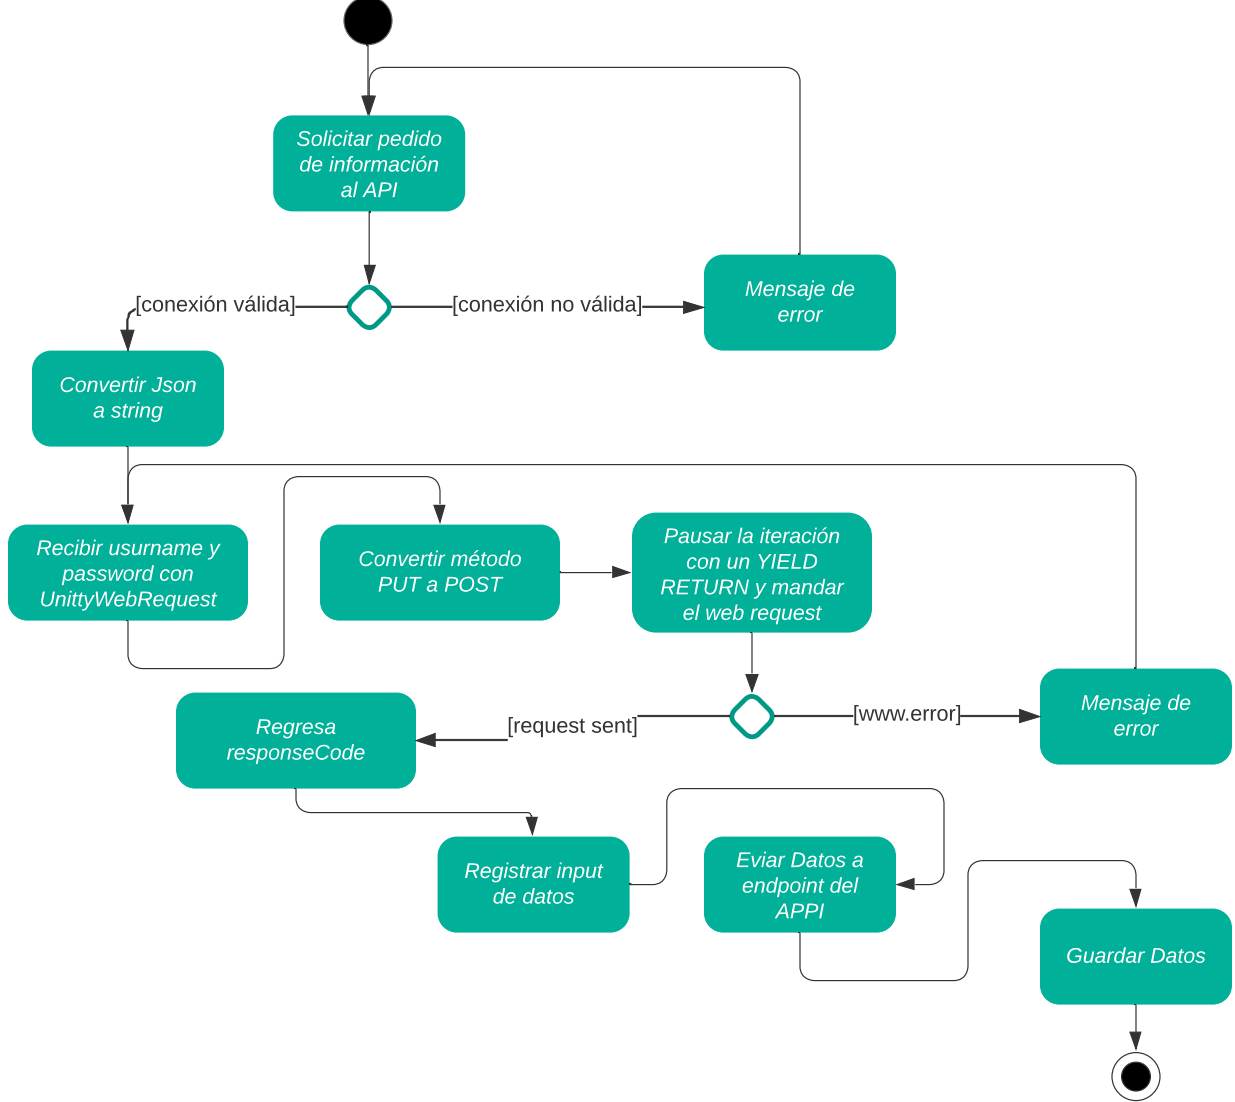 Solicitar pedido
de información
al API
[conexión válida]
[conexión no válida]
Mensaje de
error
Convertir Json
a string
Recibir usurname y
password con
UnittyWebRequest
Convertir método
PUT a POST
Pausar la iteración
con un YIELD
RETURN y mandar
el web request
[request sent]
[www.error]
Mensaje de
error
Regresa
responseCode
Registrar input
de datos
Eviar Datos a
endpoint del
APPI
Guardar Datos